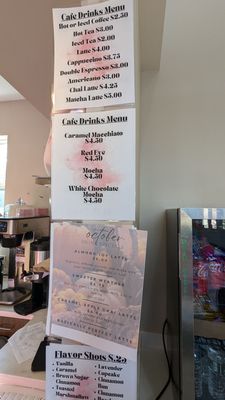 Cafe Drinks Menu
Hot or Iced Coffee $2.50
Hot Tea $3.00
Iced Tea $2.00
Latte $4.00
Cappuccino $3.75
Double Espresso $3.00
Americano $3.00
Chai Latte $4.25
Matcha Latte $5.00
Cafe Drinks Menu
Caramel Macchiato
$4.50
Red Eye
$4.50
Mocha
$4.50
White Chocolate
Mocha
$4.50
october
Flavor Shots $.25
• Vanilla
• Caramel
• Brown Sugar
Cinnamon
• Toasted
Marshmallow
• Lavender
• Cupcake
• Cinnamon
Bun